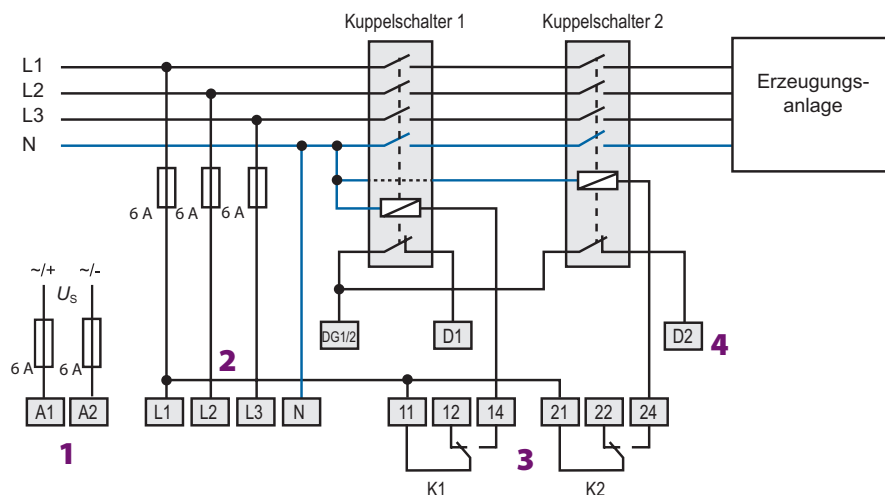 Kuppelschalter 1 Kuppelschalter 2
L1
L2
L3
N
Erzeugungs-
anlage
6 A 6 A 6 A
~/+ ~/-
US
6 A 6 A
DG1/2 D1 D2 4
2
A1 A2 L1 L2 L3 N 11 12 14 21 22 24
1
3
K1 K2